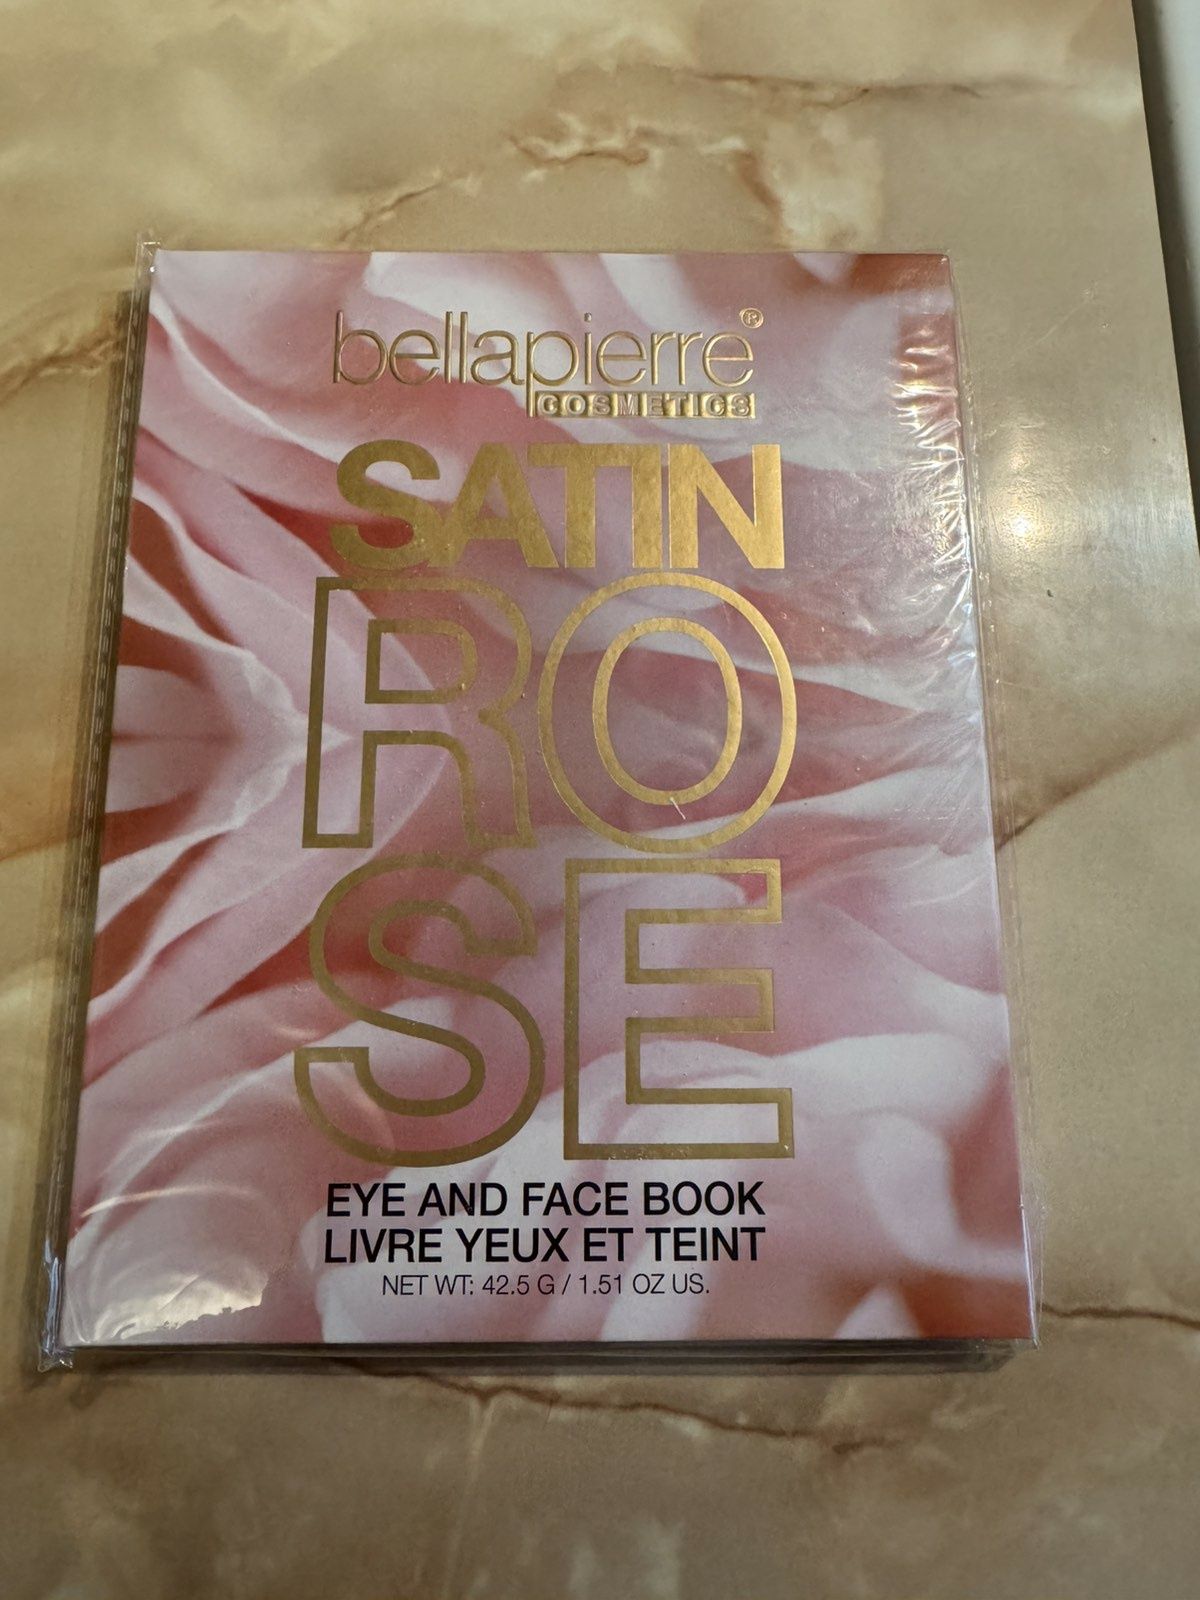 bellapierre®
COSMETICS
SATIN
RO
SE
EYE AND FACE BOOK
LIVRE YEUX ET TEINT
NET WT: 42.5 G / 1.51 OZ US.